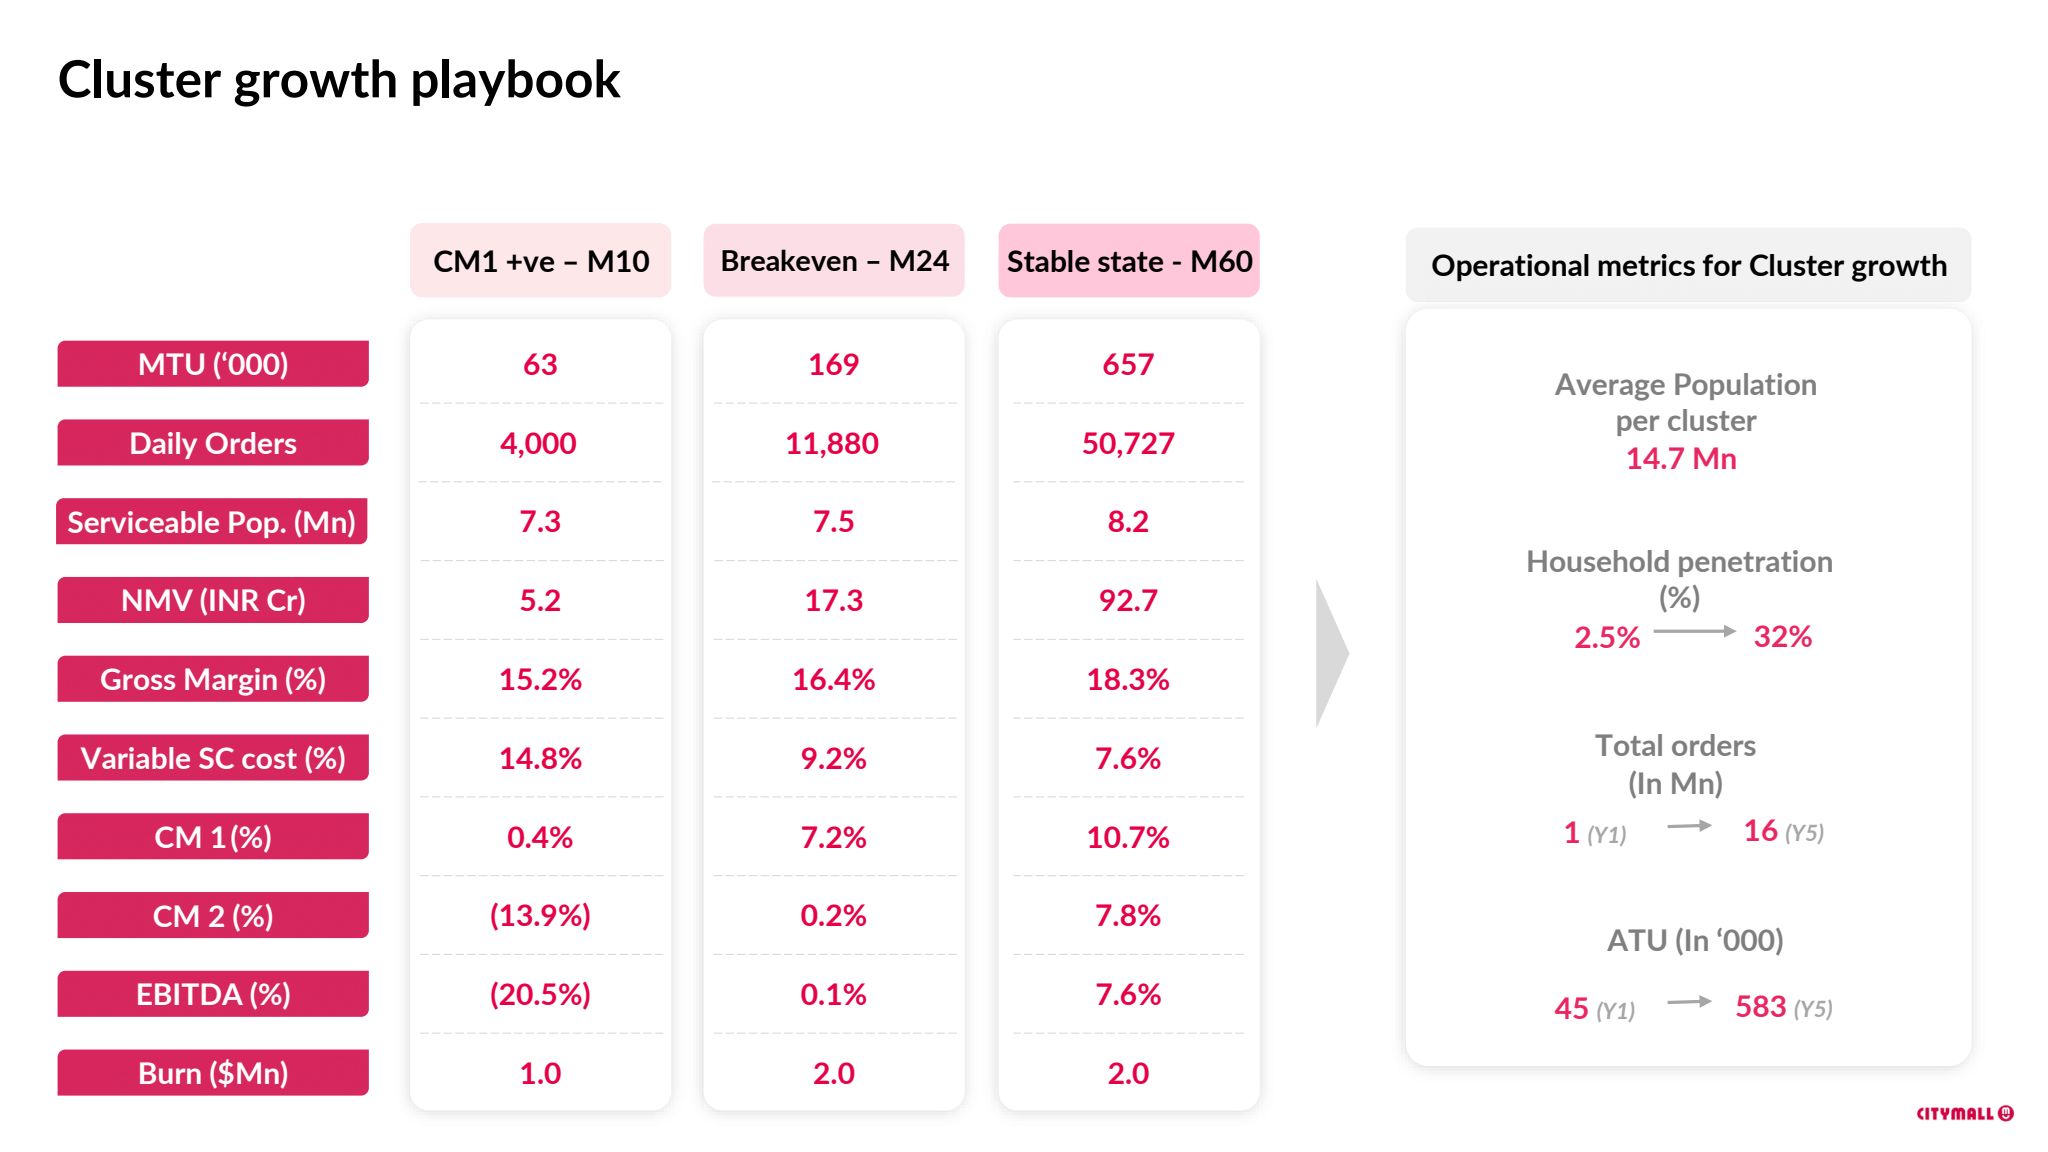 Cluster growth playbook
CM1 +ve – M10
Breakeven – M24
Stable state - M60
MTU (‘000)
63
169
657
Daily Orders
4,000
11,880
50,727
Serviceable Pop. (Mn)
7.3
7.5
8.2
NMV (INR Cr)
5.2
17.3
92.7
Gross Margin (%)
15.2%
16.4%
18.3%
Variable SC cost (%)
14.8%
9.2%
7.6%
CM 1 (%)
0.4%
7.2%
10.7%
CM 2 (%)
(13.9%)
0.2%
7.8%
EBITDA (%)
(20.5%)
0.1%
7.6%
Burn ($Mn)
1.0
2.0
2.0
Operational metrics for Cluster growth
Average Population
per cluster
14.7 Mn
Household penetration
(%)
2.5% 32%
Total orders
(In Mn)
1 (Y1) 16 (Y5)
ATU (In ‘000)
45 (Y1) 583 (Y5)
CITYMALL